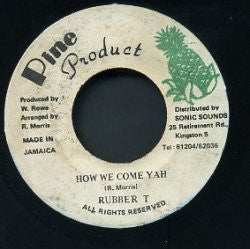 Pine
Product
Produced by
W. Rowe
Arranged by
R. Morris
MADE IN
JAMAICA
Distributed by
SONIC SOUNDS
25 Retirement Rd.,
Kingston 5
Tel: 61204/62036
HOW WE COME YAH
(R. Morris)
RUBBER T
ALL RIGHTS RESERVED.